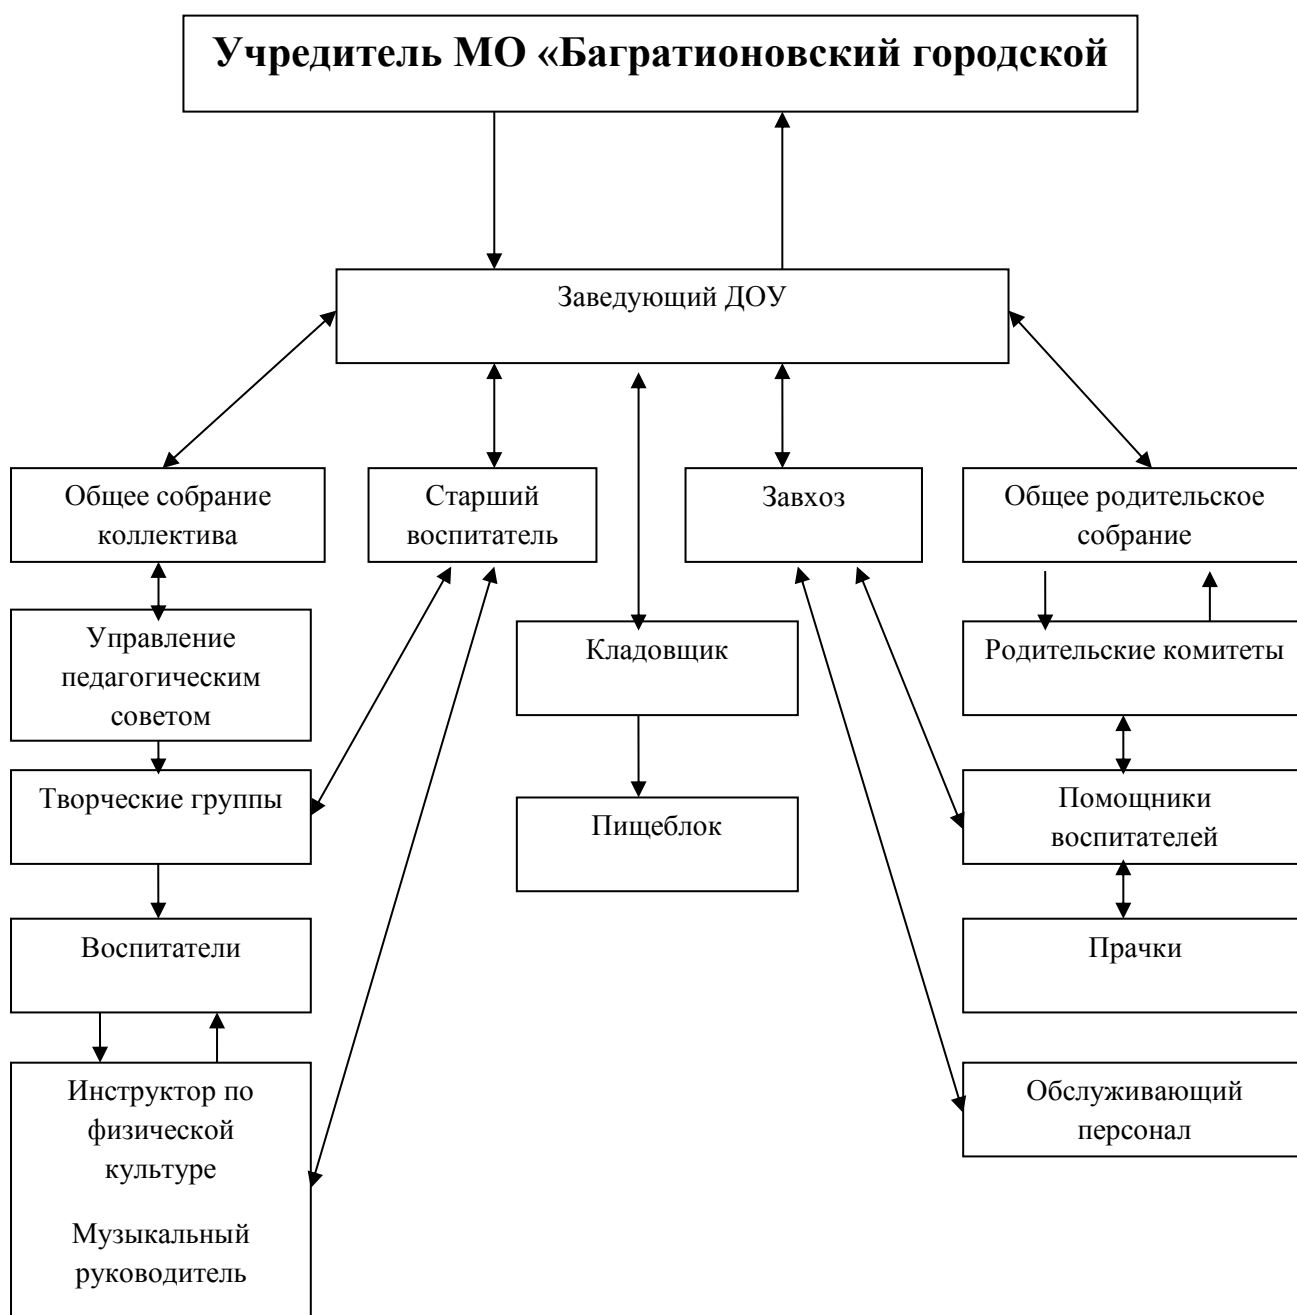 Учредитель МО «Багратионовский городской
Заведующий ДОУ
Общее собрание
коллектива
Старший
воспитатель
Завхоз
Общее родительское
собрание
Управление
педагогическим
советом
Кладовщик
Родительские комитеты
Творческие группы
Пищеблок
Помощники
воспитателей
Воспитатели
Прачки
Инструктор по
физической
культуре
Музыкальный
руководитель
Обслуживающий
персонал